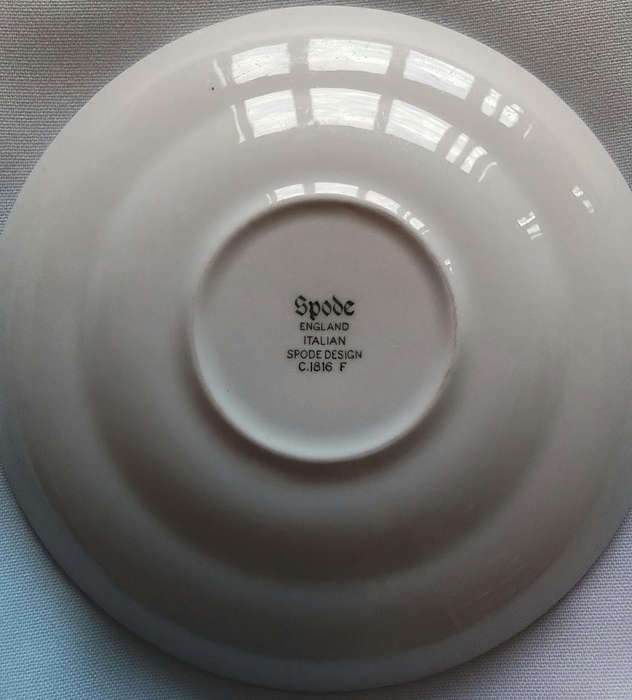 Spode
ENGLAND
ITALIAN
SPODE DESIGN
C.1816 F